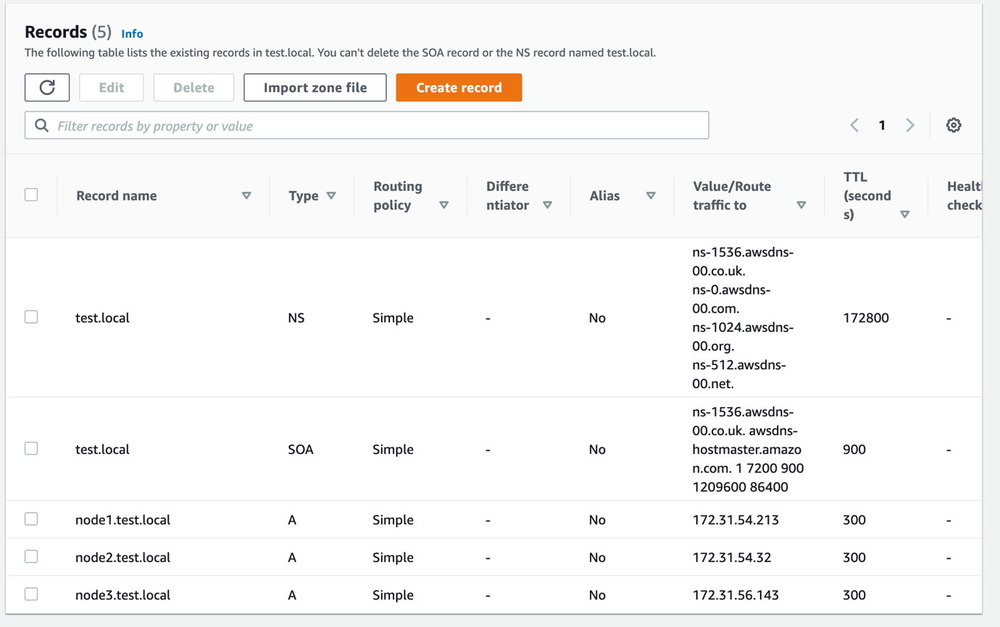 Records (5) Info
The following table lists the existing records in test.local. You can't delete the SOA record or the NS record named test.local.
Edit Delete Import zone file Create record
Filter records by property or value
1
Record name
Type
Routing
policy
Differe
ntiator
Alias
Value/Route
traffic to
TTL
(second
s)
Healt
check
test.local NS Simple - No
ns-1536.awsdns-
00.co.uk.
ns-0.awsdns-
00.com.
ns-1024.awsdns-
00.org.
ns-512.awsdns-
00.net.
172800 -
test.local SOA Simple - No
ns-1536.awsdns-
00.co.uk. awsdns-
hostmaster.amazo
n.com. 1 7200 900
1209600 86400
900 -
node1.test.local A Simple - No 172.31.54.213 300 -
node2.test.local A Simple - No 172.31.54.32 300 -
node3.test.local A Simple - No 172.31.56.143 300 -